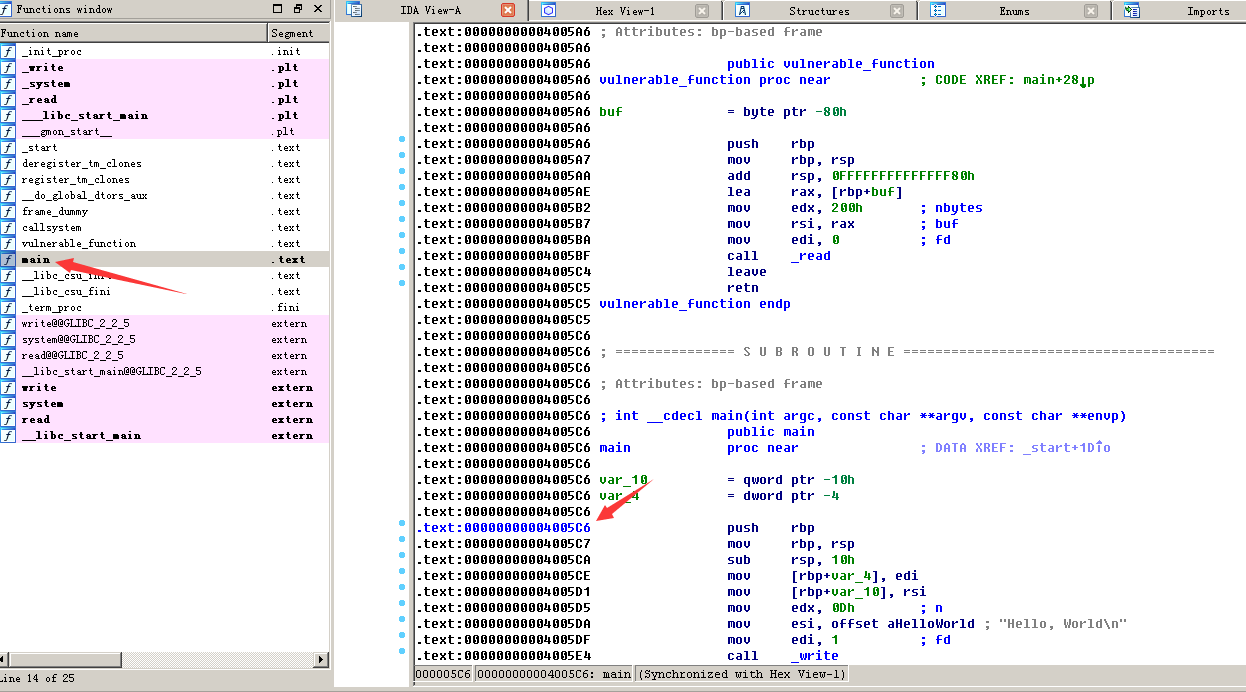 Functions window
Function name Segment
f _init_proc .init
f _write .plt
f _system .plt
f _read .plt
f ___libc_start_main .plt
f __gmon_start__ .plt
f _start .text
f deregister_tm_clones .text
f register_tm_clones .text
f __do_global_dtors_aux .text
f frame_dummy .text
f callsystem .text
f vulnerable_function .text
f main .text
f __libc_csu_init .text
f __libc_csu_fini .text
f _term_proc .fini
f write@@GLIBC_2_2_5 extern
f system@@GLIBC_2_2_5 extern
f read@@GLIBC_2_2_5 extern
f __libc_start_main@@GLIBC_2_2_5 extern
f write extern
f system extern
f read extern
f __libc_start_main extern
Line 14 of 25
IDA View-A Hex View-1 Structures Enums Imports
.text:00000000004005A6 ; Attributes: bp-based frame
.text:00000000004005A6
.text:00000000004005A6 public vulnerable_function
.text:00000000004005A6 vulnerable_function proc near ; CODE XREF: main+28↓p
.text:00000000004005A6
.text:00000000004005A6 buf = byte ptr -80h
.text:00000000004005A6
.text:00000000004005A6 push rbp
.text:00000000004005A7 mov rbp, rsp
.text:00000000004005AA add rsp, 0FFFFFFFFFFFFFF80h
.text:00000000004005AE lea rax, [rbp+buf]
.text:00000000004005B2 mov edx, 200h ; nbytes
.text:00000000004005B7 mov rsi, rax ; buf
.text:00000000004005BA mov edi, 0 ; fd
.text:00000000004005BF call _read
.text:00000000004005C4 leave
.text:00000000004005C5 retn
.text:00000000004005C5 vulnerable_function endp
.text:00000000004005C5
.text:00000000004005C6
.text:00000000004005C6 ; =============== S U B R O U T I N E =======================================
.text:00000000004005C6
.text:00000000004005C6 ; Attributes: bp-based frame
.text:00000000004005C6
.text:00000000004005C6 ; int __cdecl main(int argc, const char **argv, const char **envp)
.text:00000000004005C6 public main
.text:00000000004005C6 main proc near ; DATA XREF: _start+1D↑o
.text:00000000004005C6
.text:00000000004005C6 var_10 = qword ptr -10h
.text:00000000004005C6 var_4 = dword ptr -4
.text:00000000004005C6
.text:00000000004005C6 push rbp
.text:00000000004005C7 mov rbp, rsp
.text:00000000004005CA sub rsp, 10h
.text:00000000004005CE mov [rbp+var_4], edi
.text:00000000004005D1 mov [rbp+var_10], rsi
.text:00000000004005D5 mov edx, 0Dh ; n
.text:00000000004005DA mov esi, offset aHelloWorld ; "Hello, World\n"
.text:00000000004005DF mov edi, 1 ; fd
.text:00000000004005E4 call _write
000005C6 00000000004005C6: main (Synchronized with Hex View-1)